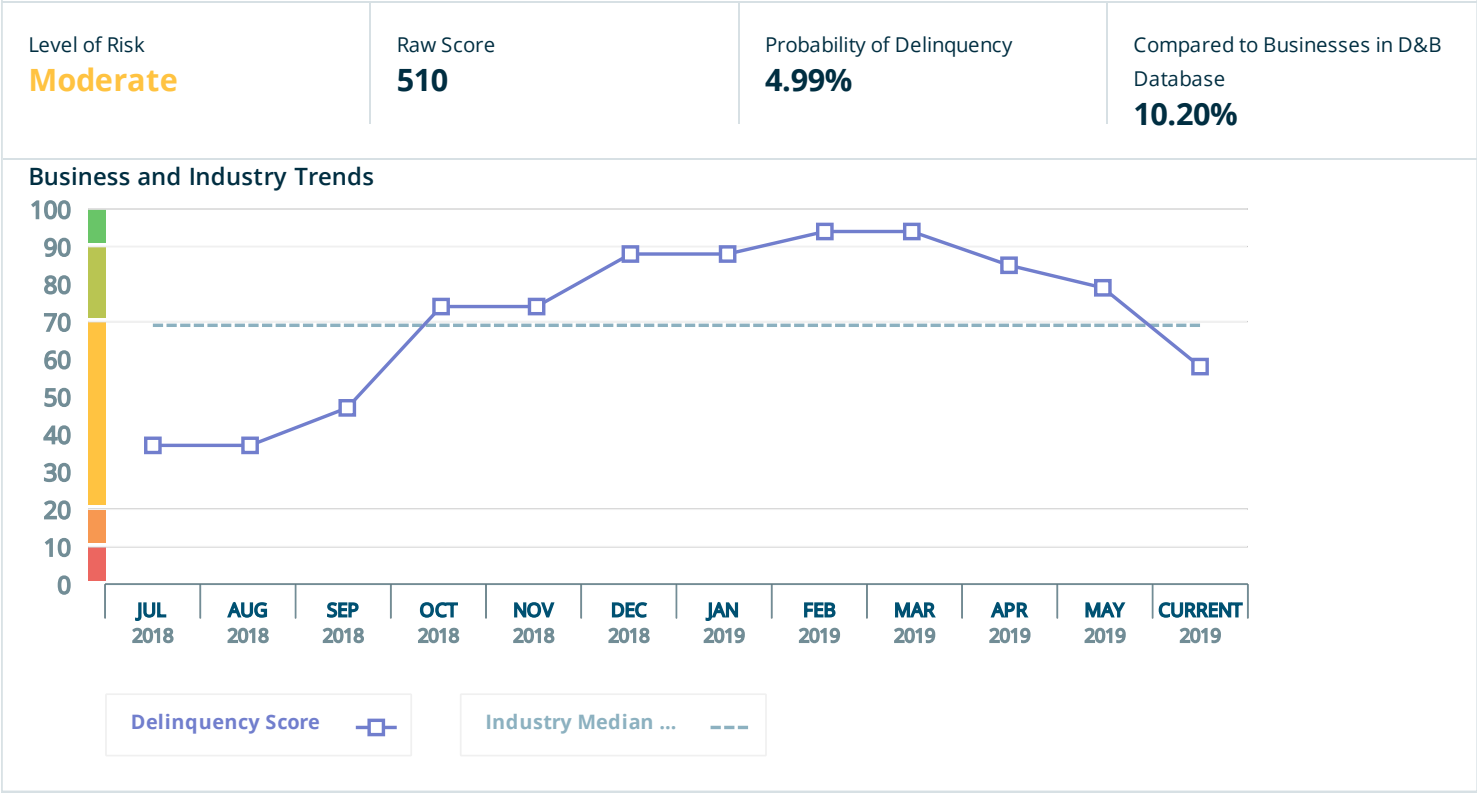 Level of Risk
Moderate
Raw Score
510
Probability of Delinquency
4.99%
Compared to Businesses in D&B
Database
10.20%
Business and Industry Trends
100
90
80
70
60
50
40
30
20
10
0
JUL AUG SEP OCT NOV DEC JAN FEB MAR APR MAY CURRENT
2018 2018 2018 2018 2018 2018 2019 2019 2019 2019 2019 2019
Delinquency Score
Industry Median ...